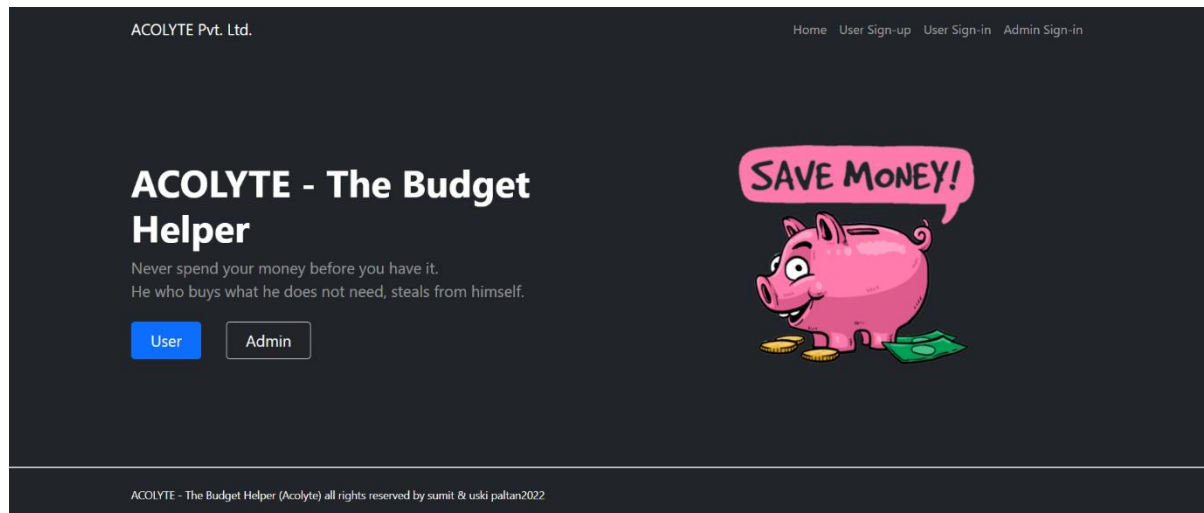 ACOLYTE Pvt. Ltd.
Home User Sign-up User Sign-in Admin Sign-in
SAVE MONEY!
ACOLYTE - The Budget
Helper
Never spend your money before you have it.
He who buys what he does not need, steals from himself.
User Admin
ACOLYTE - The Budget Helper (Acolyte) all rights reserved by sumit & uski paltan2022